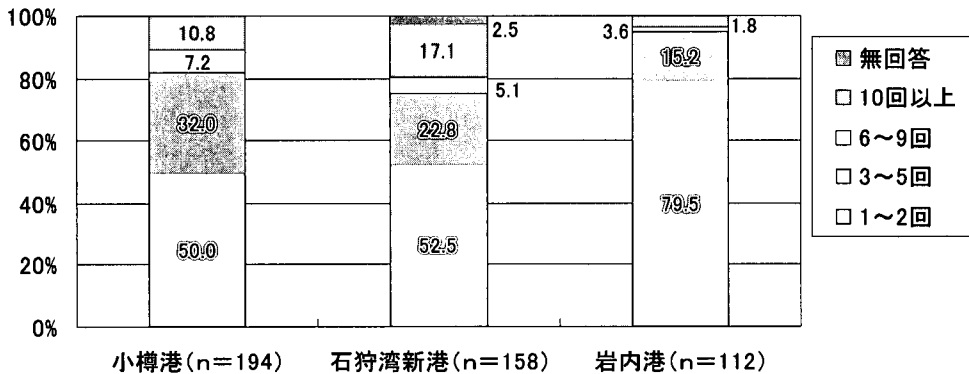 100%
80%
60%
40%
20%
0%
10.8
7.2
32.0
50.0
2.5
17.1
5.1
22.8
52.5
3.6
1.8
15.2
79.5
小樽港(n=194)
石狩湾新港(n=158)
岩内港(n=112)
無回答
10回以上
6~9回
3~5回
1~2回